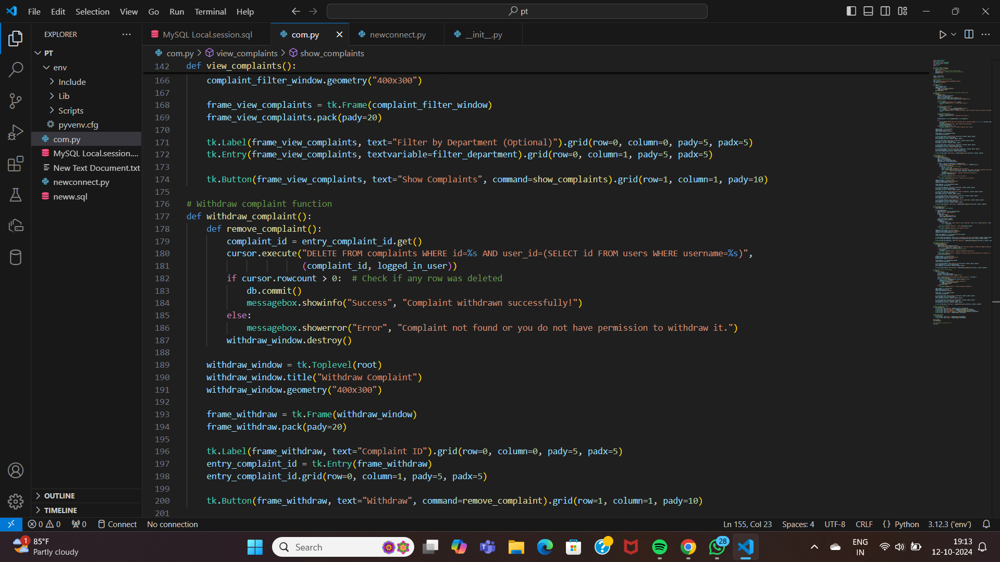 File Edit Selection View Go Run Terminal Help
pt
EXPLORER
PT
env
Include
Lib
Scripts
pyvenv.cfg
com.py
MySQL Local.session....
New Text Document.txt
newconnect.py
neww.sql
OUTLINE
TIMELINE
MySQL Local.session.sql
com.py
newconnect.py
__init__.py
com.py > view_complaints > show_complaints
142 def view_complaints():
166 complaint_filter_window.geometry("400x300")
167
168 frame_view_complaints = tk.Frame(complaint_filter_window)
169 frame_view_complaints.pack(pady=20)
170
171 tk.Label(frame_view_complaints, text="Filter by Department (Optional)").grid(row=0, column=0, pady=5, padx=5)
172 tk.Entry(frame_view_complaints, textvariable=filter_department).grid(row=0, column=1, pady=5, padx=5)
173
174 tk.Button(frame_view_complaints, text="Show Complaints", command=show_complaints).grid(row=1, column=1, pady=10)
175
176 # Withdraw complaint function
177 def withdraw_complaint():
178 def remove_complaint():
179 complaint_id = entry_complaint_id.get()
180 cursor.execute("DELETE FROM complaints WHERE id=%s AND user_id=(SELECT id FROM users WHERE username=%s)",
181 (complaint_id, logged_in_user))
182 if cursor.rowcount > 0: # Check if any row was deleted
183 db.commit()
184 messagebox.showinfo("Success", "Complaint withdrawn successfully!")
185 else:
186 messagebox.showerror("Error", "Complaint not found or you do not have permission to withdraw it.")
187 withdraw_window.destroy()
188
189 withdraw_window = tk.Toplevel(root)
190 withdraw_window.title("Withdraw Complaint")
191 withdraw_window.geometry("400x300")
192
193 frame_withdraw = tk.Frame(withdraw_window)
194 frame_withdraw.pack(pady=20)
195
196 tk.Label(frame_withdraw, text="Complaint ID").grid(row=0, column=0, pady=5, padx=5)
197 entry_complaint_id = tk.Entry(frame_withdraw)
198 entry_complaint_id.grid(row=0, column=1, pady=5, padx=5)
199
200 tk.Button(frame_withdraw, text="Withdraw", command=remove_complaint).grid(row=1, column=1, pady=10)
201
0 0 0 Connect No connection Ln 155, Col 23 Spaces: 4 UTF-8 CRLF {} Python 3.12.3 ('env')
1 85°F
Partly cloudy
Search
28
ENG
IN
19:13
12-10-2024